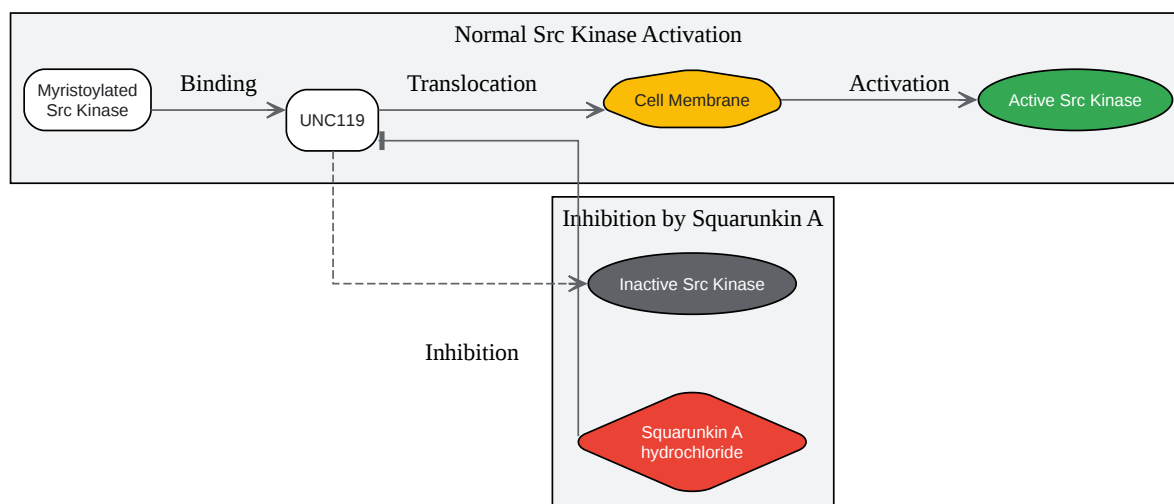 Normal Src Kinase Activation
Myristoylated
Src Kinase
Binding
UNC119
Translocation
Cell Membrane
Activation
Active Src Kinase
Inhibition by Squarunkin A
Inactive Src Kinase
Inhibition
Squarunkin A
hydrochloride